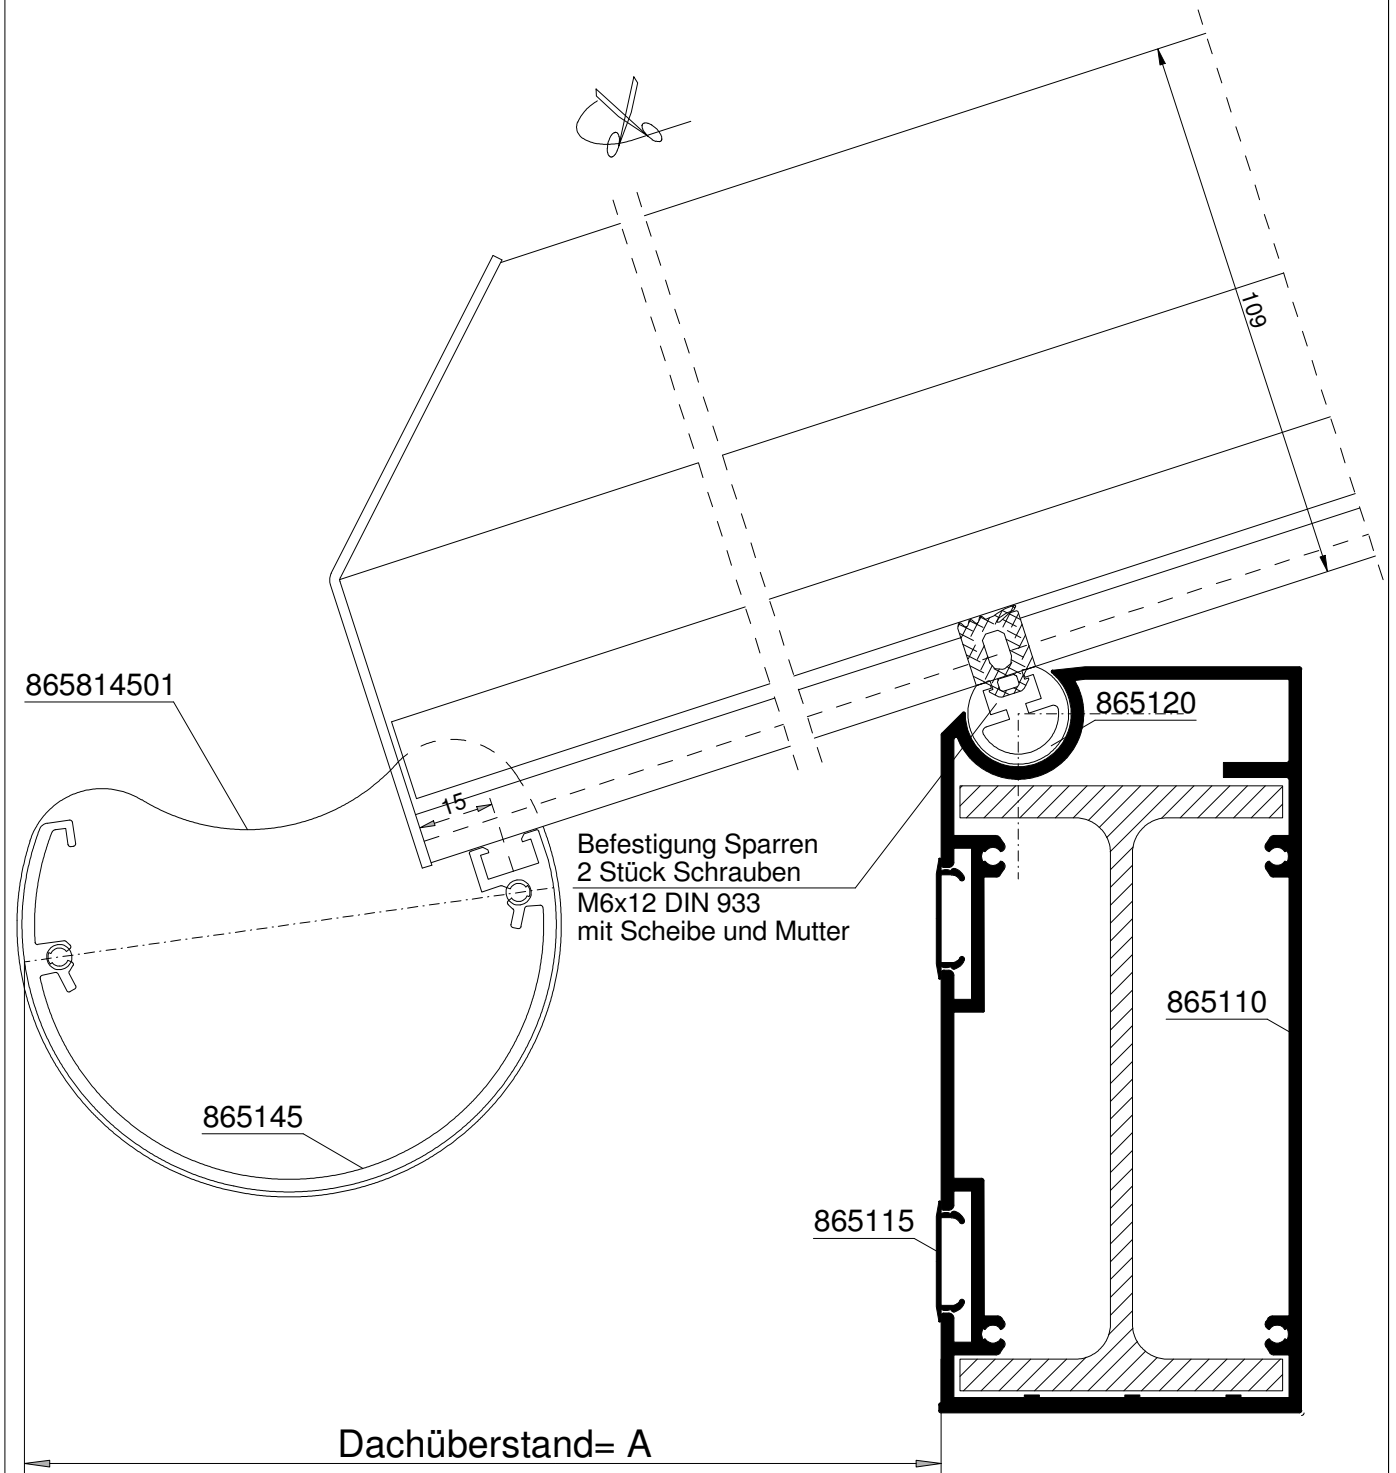 109
865814501
865120
15
Befestigung Sparren
2 Stück Schrauben
M6x12 DIN 933
mit Scheibe und Mutter
865110
865145
865115
Dachüberstand= A